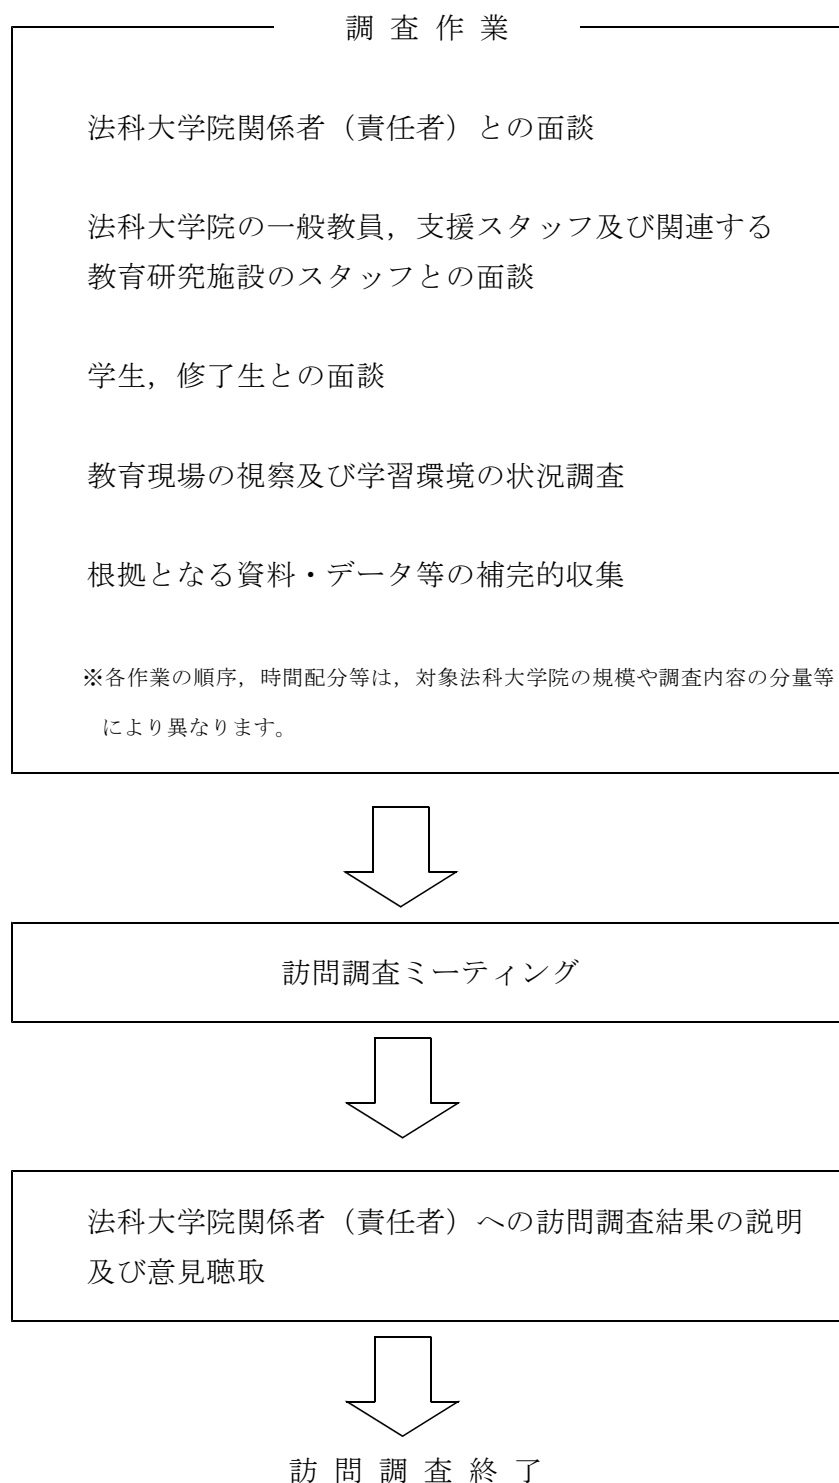 調査作業
法科大学院関係者（責任者）との面談
法科大学院の一般教員，支援スタッフ及び関連する
教育研究施設のスタッフとの面談
学生，修了生との面談
教育現場の視察及び学習環境の状況調査
根拠となる資料・データ等の補完的収集
※各作業の順序，時間配分等は，対象法科大学院の規模や調査内容の分量等
により異なります。
訪問調査ミーティング
法科大学院関係者（責任者）への訪問調査結果の説明
及び意見聴取
訪問調査終了